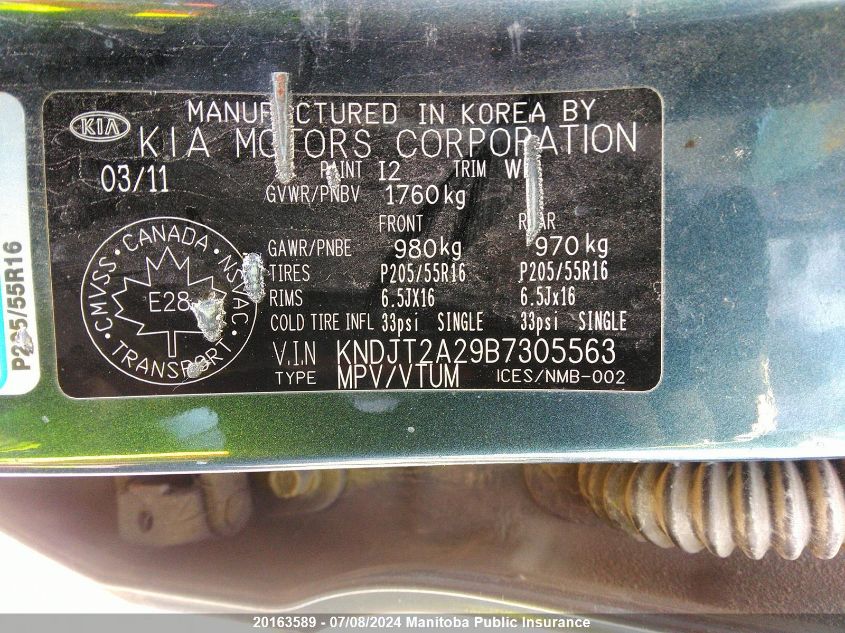 KIA
MANUFACTURED IN KOREA BY
KIA MOTORS CORPORATION
03/11
PAINT I2 TRIM
GVWR/PNBV 1760kg
FRONT REAR
GAWR/PNBE 980kg 970kg
TIRES P205/55R16 P205/55R16
RIMS 6.5JX16 6.5Jx16
COLD TIRE INFL 33psi SINGLE 33psi SINGLE
V.I.N KNDJT2A29B7305563
TYPE MPV/VTUM ICES/NMB-002
CANADA
CMVSS NSVAC
E28
TRANSPORT
P205/55R16
20163589 - 07/08/2024 Manitoba Public Insurance